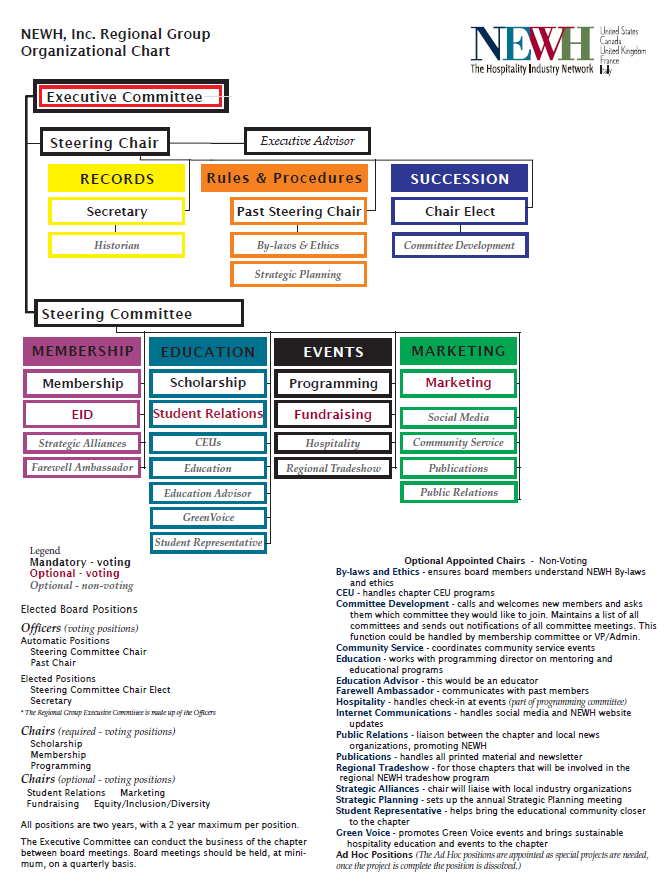 NEWH, Inc. Regional Group
Organizational Chart
NEWH
The Hospitality Industry Network
United States
Canada
United Kingdom
France
Italy
Executive Committee
Steering Chair
Executive Advisor
RECORDS
Rules & Procedures
SUCCESSION
Secretary
Past Steering Chair
Chair Elect
Historian
By-laws & Ethics
Committee Development
Strategic Planning
Steering Committee
MEMBERSHIP
EDUCATION
EVENTS
MARKETING
Membership
Scholarship
Programming
Marketing
EID
Student Relations
Fundraising
Social Media
Strategic Alliances
CEUs
Hospitality
Community Service
Farewell Ambassador
Education
Regional Tradeshow
Publications
Education Advisor
Public Relations
GreenVoice
Student Representative
Legend
Mandatory - voting
Optional - voting
Optional - non-voting
Elected Board Positions
Officers (voting positions)
Automatic Positions
Steering Committee Chair
Past Chair
Elected Positions
Steering Committee Chair Elect
Secretary
* The Regional Group Executive Committee is made up of the Officers
Chairs (required - voting positions)
Scholarship
Membership
Programming
Chairs (optional - voting positions)
Student Relations Marketing
Fundraising Equity/Inclusion/Diversity
All positions are two years, with a 2 year maximum per position.
The Executive Committee can conduct the business of the chapter
between board meetings. Board meetings should be held, at mini-
mum, on a quarterly basis.
Optional Appointed Chairs - Non-Voting
By-laws and Ethics - ensures board members understand NEWH By-laws
and ethics
CEU - handles chapter CEU programs
Committee Development - calls and welcomes new members and asks
them which committee they would like to join. Maintains a list of all
committees and sends out notifications of all committee meetings. This
function could be handled by membership committee or VP/Admin.
Community Service - coordinates community service events
Education - works with programming director on mentoring and
educational programs
Education Advisor - this would be an educator
Farewell Ambassador - communicates with past members
Hospitality - handles check-in at events (part of programming committee)
Internet Communications - handles social media and NEWH website
updates
Public Relations - liaison between the chapter and local news
organizations, promoting NEWH
Publications - handles all printed material and newsletter
Regional Tradeshow - for those chapters that will be involved in the
regional NEWH tradeshow program
Strategic Alliances - chair will liaise with local industry organizations
Strategic Planning - sets up the annual Strategic Planning meeting
Student Representative - helps bring the educational community closer
to the chapter
Green Voice - promotes Green Voice events and brings sustainable
hospitality education and events to the chapter
Ad Hoc Positions (The Ad Hoc positions are appointed as special projects are needed,
once the project is complete the position is dissolved.)